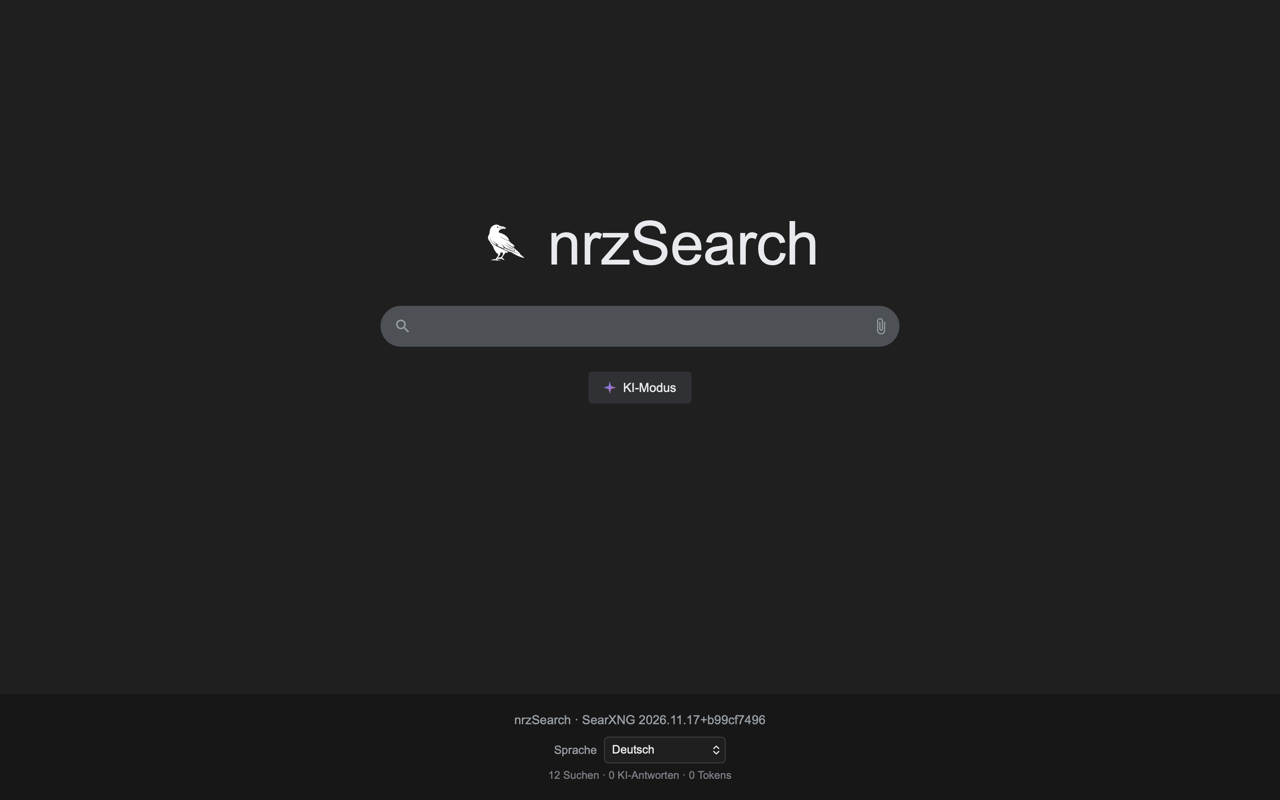 nrzSearch
KI-Modus
nrzSearch · SearXNG 2026.11.17+b99cf7496
Sprache Deutsch
12 Suchen · 0 KI-Antworten · 0 Tokens